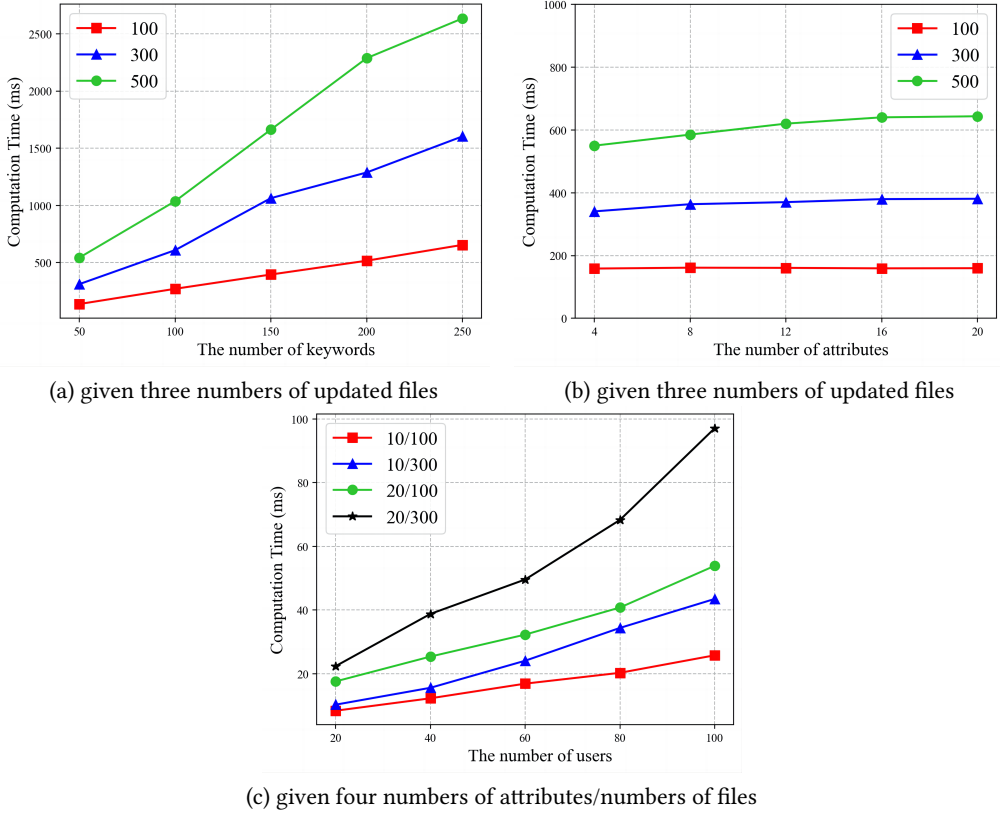 100
300
500
Computation Time (ms)
2500
2000
1500
1000
500
50 100 150 200 250
The number of keywords
(a) given three numbers of updated files
100
300
500
Computation Time (ms)
1000
800
600
400
200
0
4 8 12 16 20
The number of attributes
(b) given three numbers of updated files
10/100
10/300
20/100
20/300
Computation Time (ms)
100
80
60
40
20
20 40 60 80 100
The number of users
(c) given four numbers of attributes/numbers of files